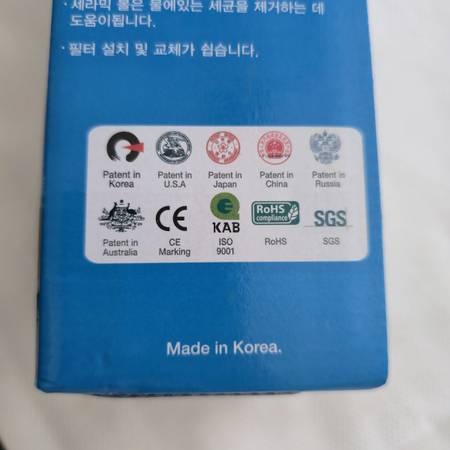 · 세라믹 볼은 물에있는 세균을 제거하는 데
도움이됩니다.
· 필터 설치 및 교체가 쉽습니다.
Patent in Korea
Patent in U.S.A
Patent in Japan
Patent in China
Patent in Russia
Patent in Australia
CE
CE Marking
KAB
ISO 9001
RoHS
compliance
RoHS
SGS
SGS
Made in Korea.